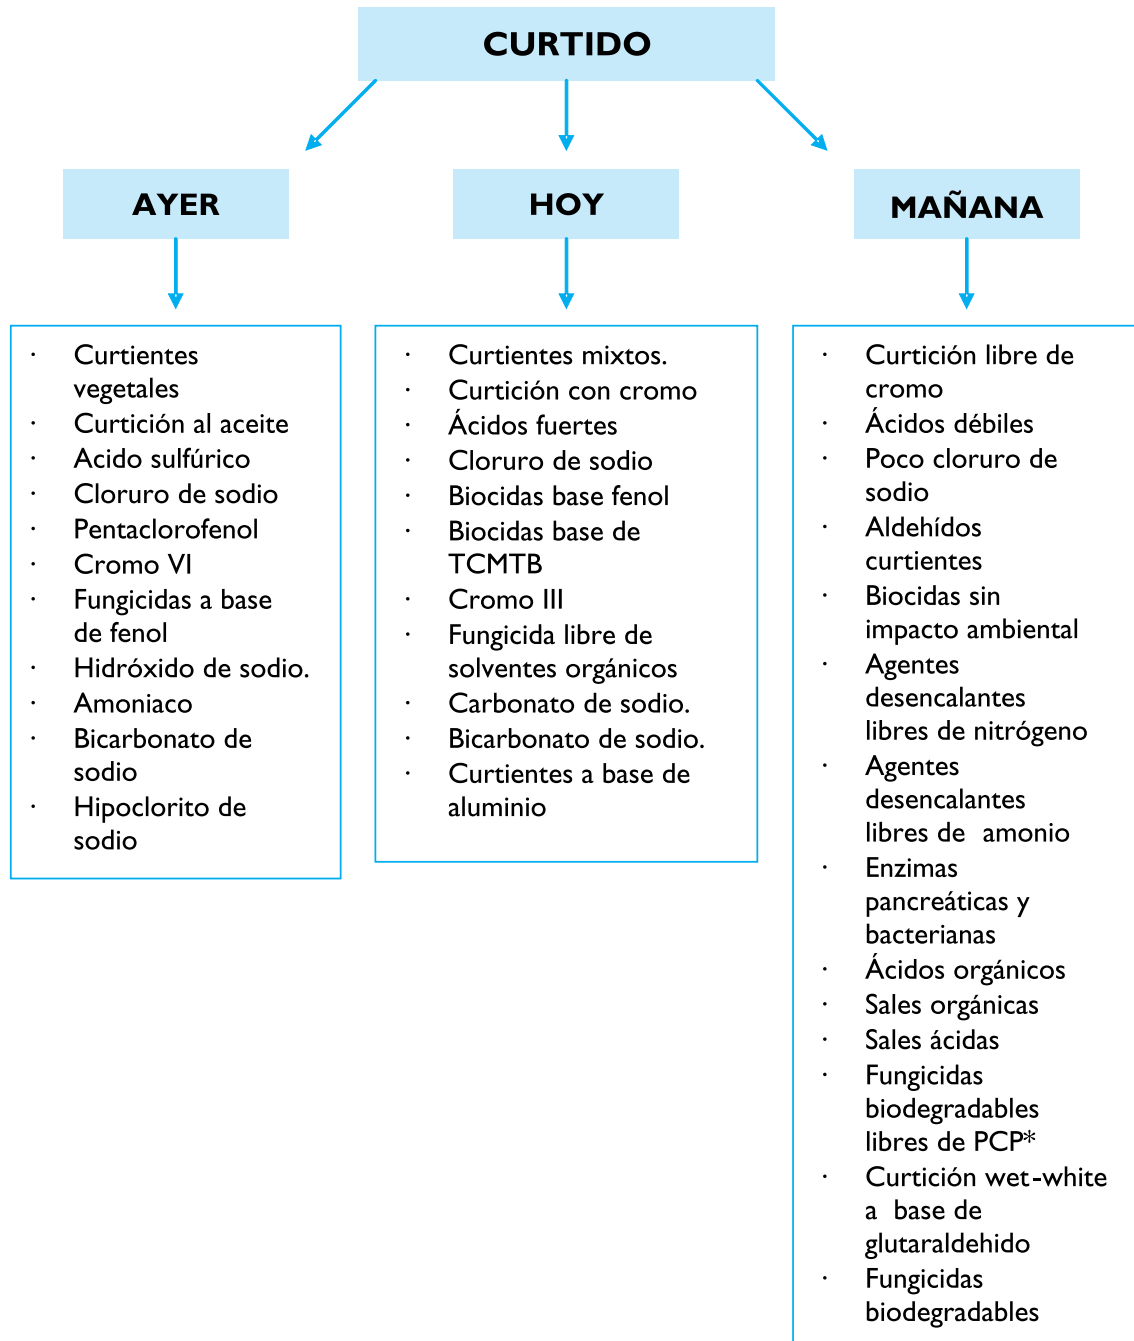 CURTIDO
AYER
HOY
MAÑANA
· Curtientes
vegetales
· Curtición al aceite
· Acido sulfúrico
· Cloruro de sodio
· Pentaclorofenol
· Cromo VI
· Fungicidas a base
de fenol
· Hidróxido de sodio.
· Amoniaco
· Bicarbonato de
sodio
· Hipoclorito de
sodio
· Curtientes mixtos.
· Curtición con cromo
· Ácidos fuertes
· Cloruro de sodio
· Biocidas base fenol
· Biocidas base de
TCMTB
· Cromo III
· Fungicida libre de
solventes orgánicos
· Carbonato de sodio.
· Bicarbonato de sodio.
· Curtientes a base de
aluminio
· Curtición libre de
cromo
· Ácidos débiles
· Poco cloruro de
sodio
· Aldehídos
curtientes
· Biocidas sin
impacto ambiental
· Agentes
desencalantes
libres de nitrógeno
· Agentes
desencalantes
libres de amonio
· Enzimas
pancreáticas y
bacterianas
· Ácidos orgánicos
· Sales orgánicas
· Sales ácidas
· Fungicidas
biodegradables
libres de PCP*
· Curtición wet-white
a base de
glutaraldehido
· Fungicidas
biodegradables